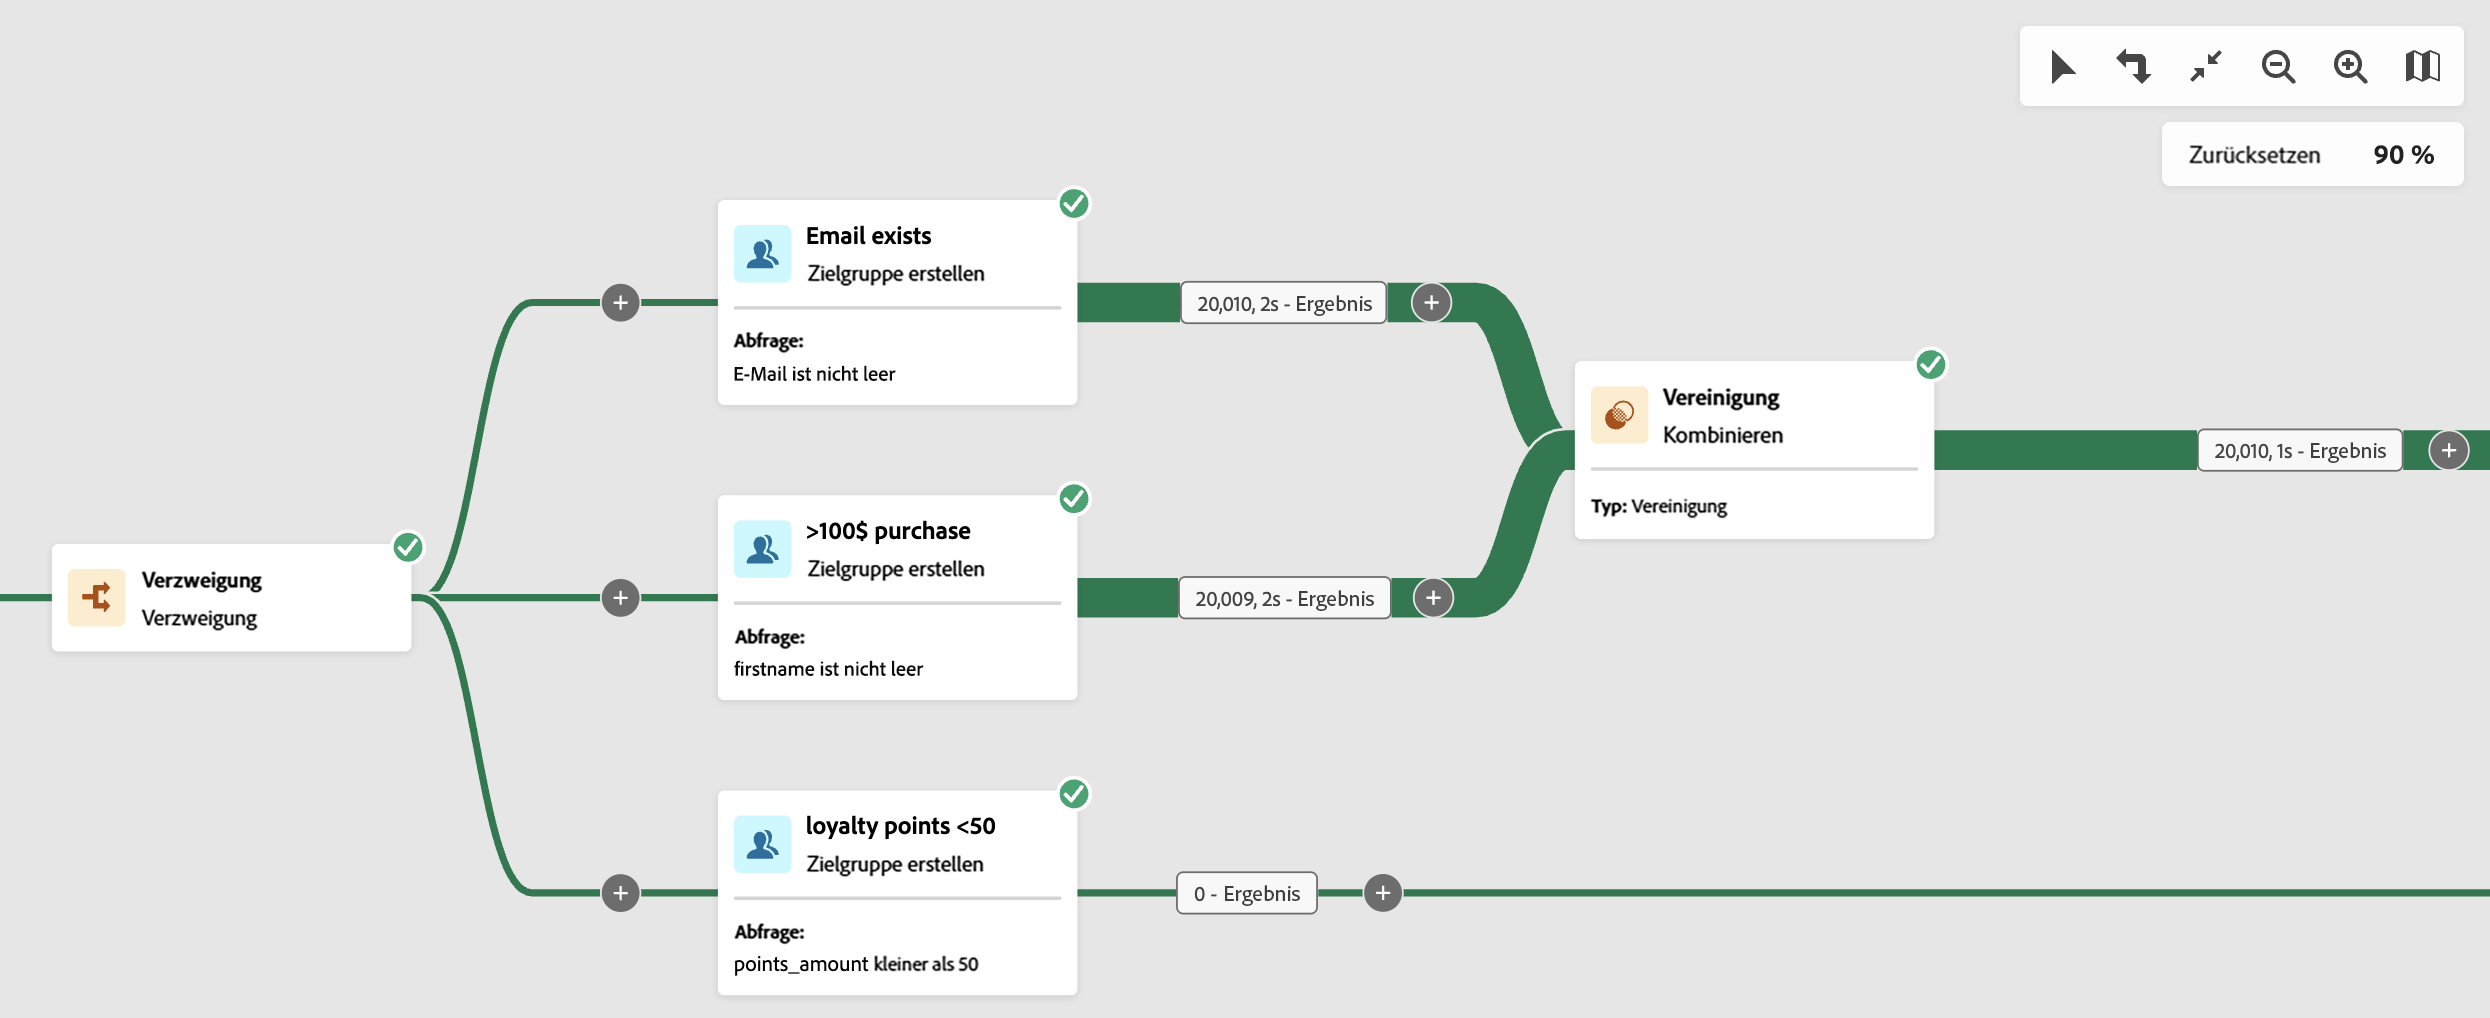 Zurücksetzen 90 %
Email exists
Zielgruppe erstellen
Abfrage:
E-Mail ist nicht leer
20,010, 2s - Ergebnis
Vereinigung
Kombinieren
Typ: Vereinigung
20,010, 1s - Ergebnis
>100$ purchase
Zielgruppe erstellen
Abfrage:
firstname ist nicht leer
20,009, 2s - Ergebnis
Verzweigung
Verzweigung
loyalty points <50
Zielgruppe erstellen
Abfrage:
points_amount kleiner als 50
0 - Ergebnis